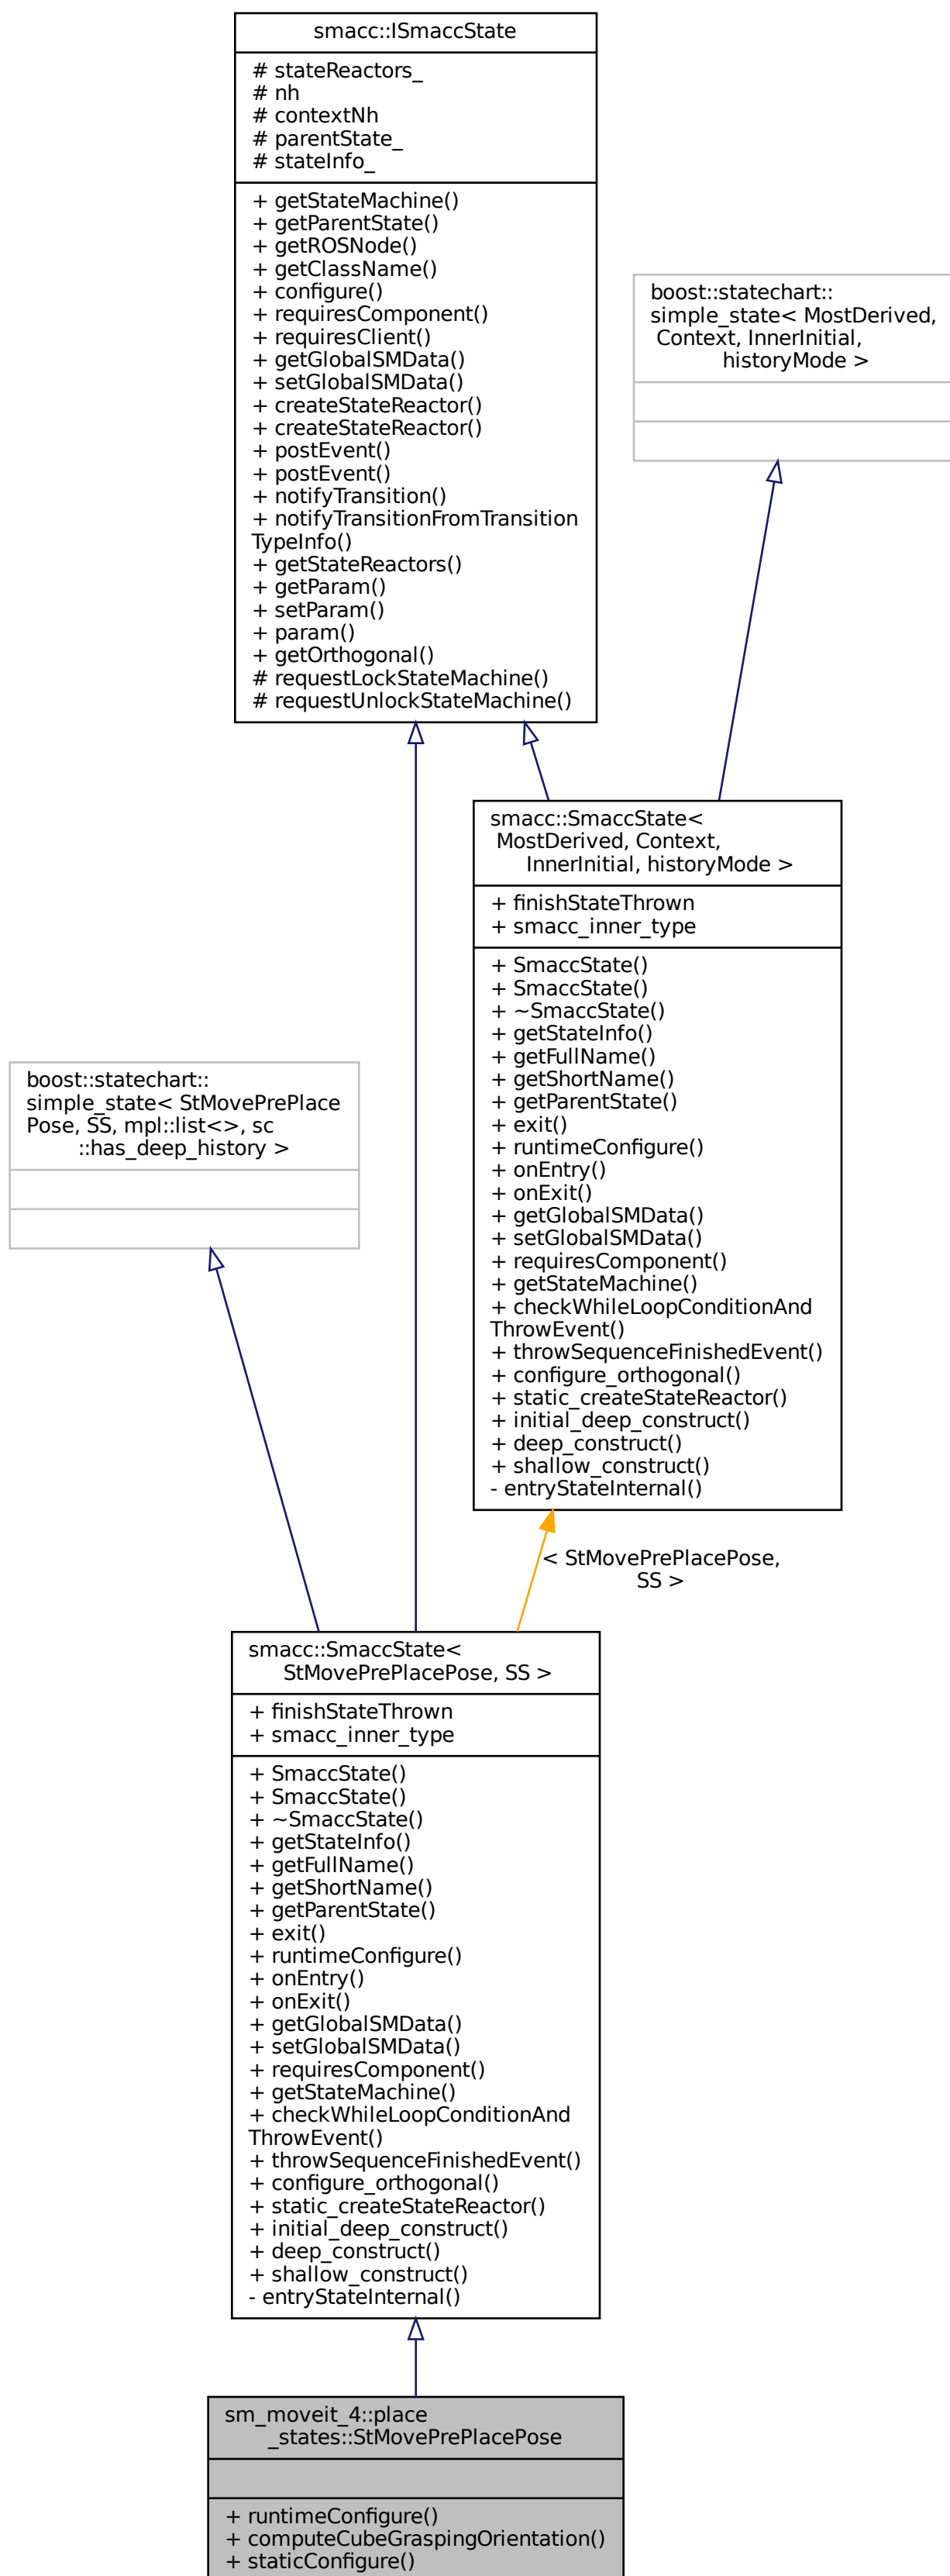 smacc::ISmaccState
# stateReactors_
# nh
# contextNh
# parentState_
# stateInfo_
+ getStateMachine()
+ getParentState()
+ getROSNode()
+ getClassName()
+ configure()
+ requiresComponent()
+ requiresClient()
+ getGlobalSMData()
+ setGlobalSMData()
+ createStateReactor()
+ createStateReactor()
+ postEvent()
+ postEvent()
+ notifyTransition()
+ notifyTransitionFromTransition
TypeInfo()
+ getStateReactors()
+ getParam()
+ setParam()
+ param()
+ getOrthogonal()
# requestLockStateMachine()
# requestUnlockStateMachine()
boost::statechart::
simple_state< MostDerived,
Context, InnerInitial,
historyMode >
smacc::SmaccState<
MostDerived, Context,
InnerInitial, historyMode >
+ finishStateThrown
+ smacc_inner_type
+ SmaccState()
+ SmaccState()
+ ~SmaccState()
+ getStateInfo()
+ getFullName()
+ getShortName()
+ getParentState()
+ exit()
+ runtimeConfigure()
+ onEntry()
+ onExit()
+ getGlobalSMData()
+ setGlobalSMData()
+ requiresComponent()
+ getStateMachine()
+ checkWhileLoopConditionAnd
ThrowEvent()
+ throwSequenceFinishedEvent()
+ configure_orthogonal()
+ static_createStateReactor()
+ initial_deep_construct()
+ deep_construct()
+ shallow_construct()
- entryStateInternal()
boost::statechart::
simple_state< StMovePrePlace
Pose, SS, mpl::list<>, sc
::has_deep_history >
< StMovePrePlacePose,
SS >
smacc::SmaccState<
StMovePrePlacePose, SS >
+ finishStateThrown
+ smacc_inner_type
+ SmaccState()
+ SmaccState()
+ ~SmaccState()
+ getStateInfo()
+ getFullName()
+ getShortName()
+ getParentState()
+ exit()
+ runtimeConfigure()
+ onEntry()
+ onExit()
+ getGlobalSMData()
+ setGlobalSMData()
+ requiresComponent()
+ getStateMachine()
+ checkWhileLoopConditionAnd
ThrowEvent()
+ throwSequenceFinishedEvent()
+ configure_orthogonal()
+ static_createStateReactor()
+ initial_deep_construct()
+ deep_construct()
+ shallow_construct()
- entryStateInternal()
sm_moveit_4::place
_states::StMovePrePlacePose
+ runtimeConfigure()
+ computeCubeGraspingOrientation()
+ staticConfigure()